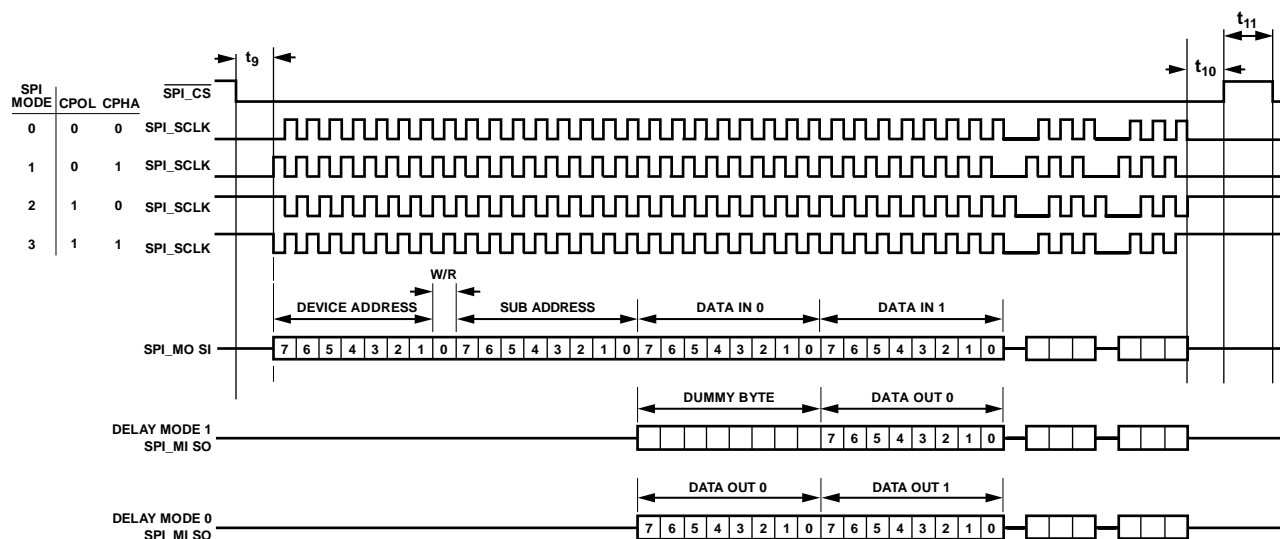 t11
t9
t10
SPI MODE CPOL CPHA
SPI_CS
0 0 0 SPI_SCLK
1 0 1 SPI_SCLK
2 1 0 SPI_SCLK
3 1 1 SPI_SCLK
W/R
DEVICE ADDRESS SUB ADDRESS DATA IN 0 DATA IN 1
SPI_MO SI 7 6 5 4 3 2 1 0 7 6 5 4 3 2 1 0 7 6 5 4 3 2 1 0 7 6 5 4 3 2 1 0
DUMMY BYTE DATA OUT 0
DELAY MODE 1
SPI_MI SO 7 6 5 4 3 2 1 0
DATA OUT 0 DATA OUT 1
DELAY MODE 0
SPI_MI SO 7 6 5 4 3 2 1 0 7 6 5 4 3 2 1 0